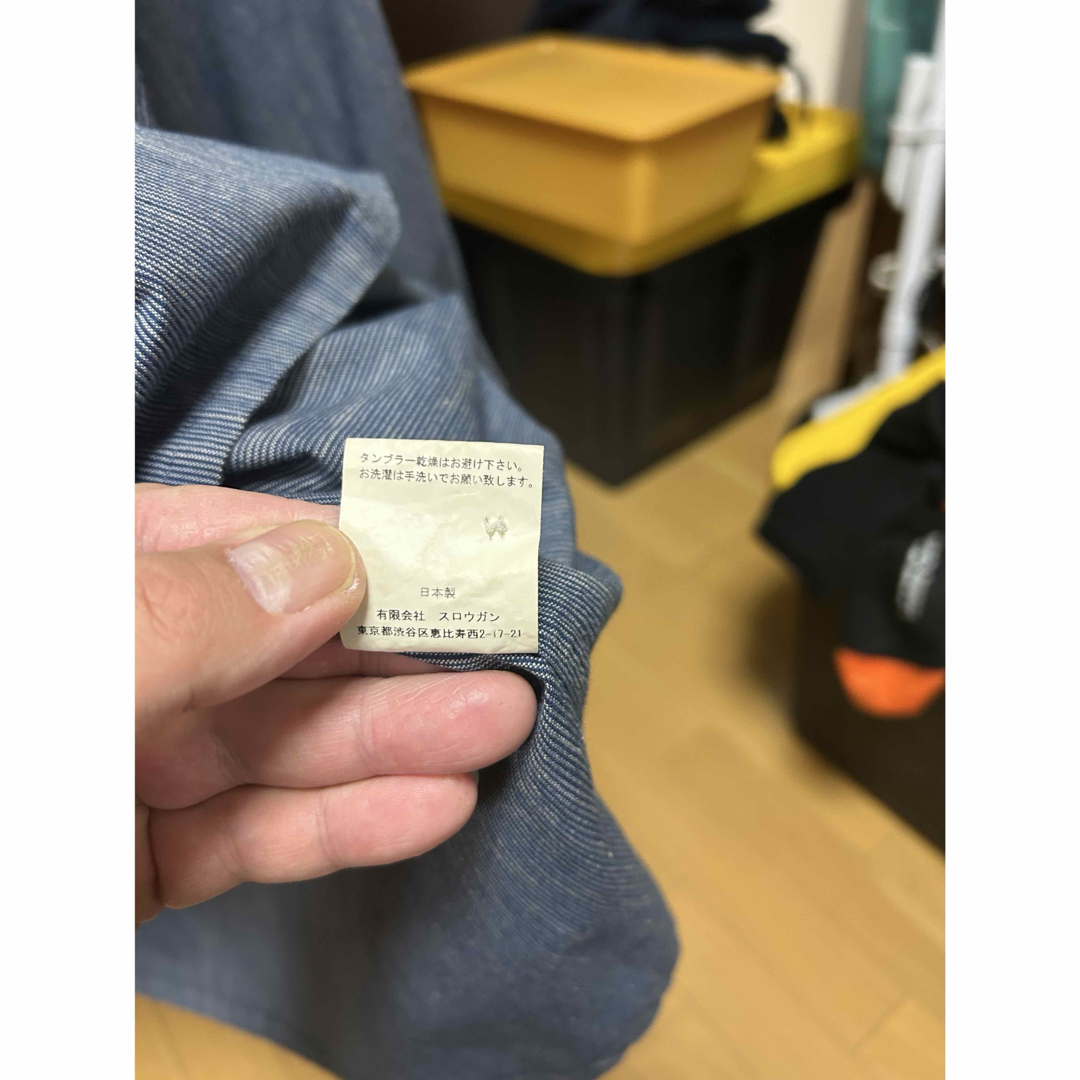 タンブラー乾燥はお避け下さい。
お洗濯は手洗いでお願い致します。
日本製
有限会社　スロウガン
東京都渋谷区恵比寿西2-17-21